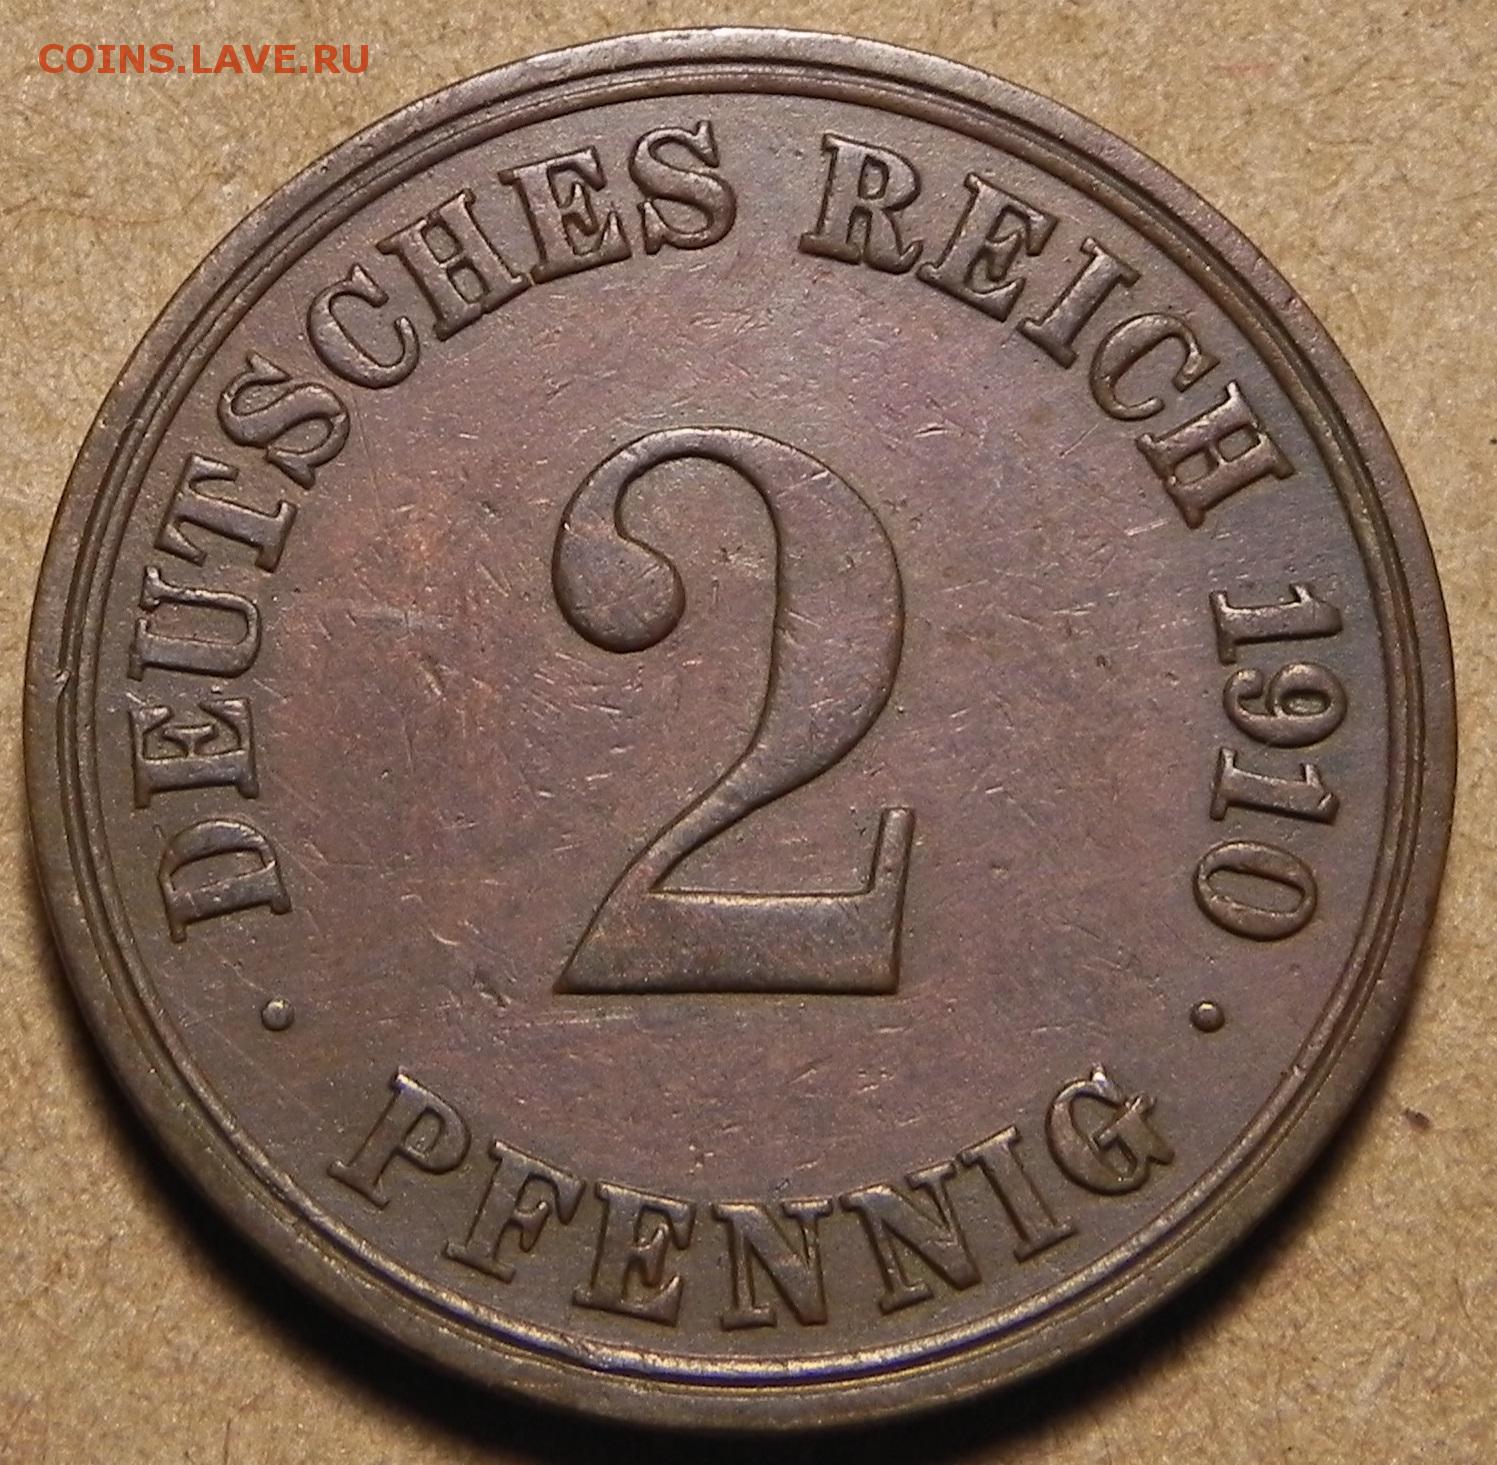 COINS.LAVE.RU
DEUTSCHES REICH 1910
2
· PFENNIG ·